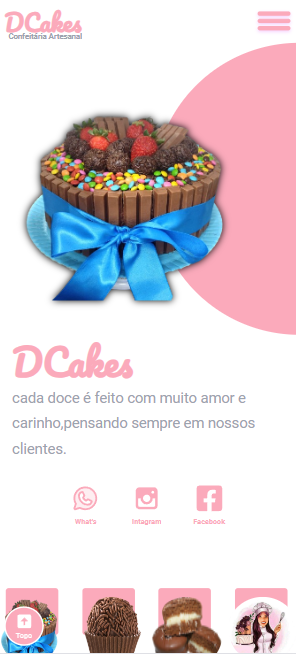 DCakes
Confeitária Artesanal
DCakes
cada doce é feito com muito amor e
carinho,pensando sempre em nossos
clientes.
What's Intagram Facebook
Topo